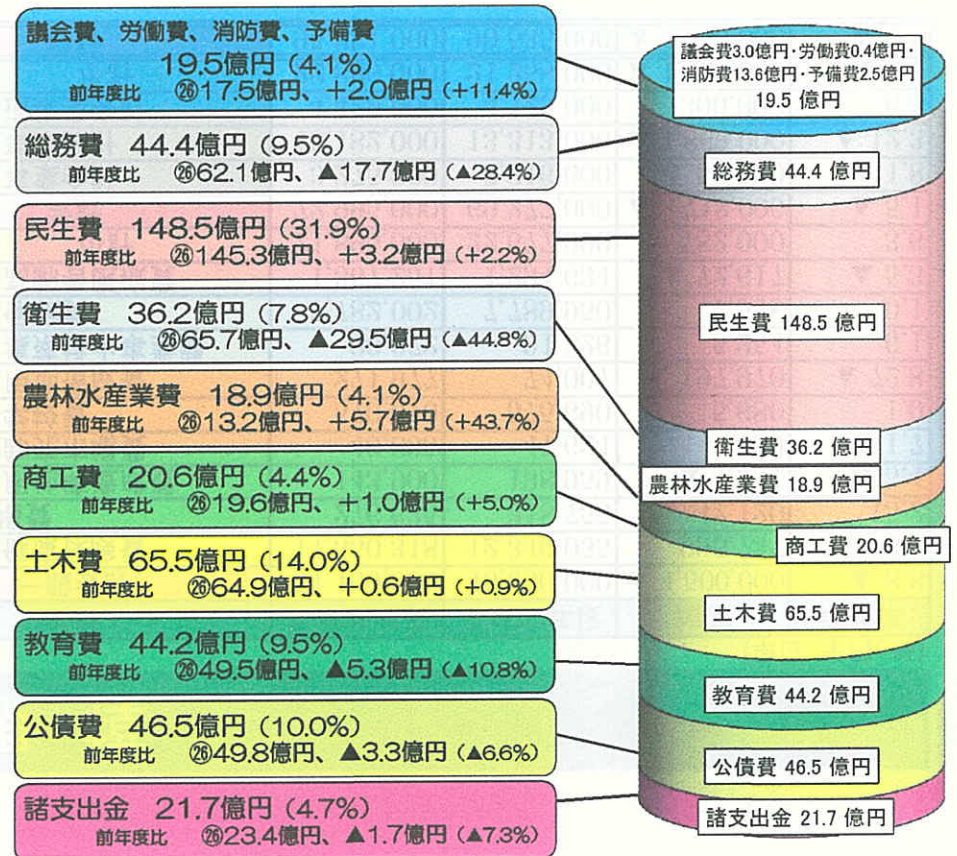 議会費、労働費、消防費、予備費
19.5億円（4.1%）
前年度比　㉖17.5億円、+2.0億円（+11.4%）
総務費　44.4億円（9.5%）
前年度比　㉖62.1億円、▲17.7億円（▲28.4%）
民生費　148.5億円（31.9%）
前年度比　㉖145.3億円、+3.2億円（+2.2%）
衛生費　36.2億円（7.8%）
前年度比　㉖65.7億円、▲29.5億円（▲44.8%）
農林水産業費　18.9億円（4.1%）
前年度比　㉖13.2億円、+5.7億円（+43.7%）
商工費　20.6億円（4.4%）
前年度比　㉖19.6億円、+1.0億円（+5.0%）
土木費　65.5億円（14.0%）
前年度比　㉖64.9億円、+0.6億円（+0.9%）
教育費　44.2億円（9.5%）
前年度比　㉖49.5億円、▲5.3億円（▲10.8%）
公債費　46.5億円（10.0%）
前年度比　㉖49.8億円、▲3.3億円（▲6.6%）
諸支出金　21.7億円（4.7%）
前年度比　㉖23.4億円、▲1.7億円（▲7.3%）
議会費3.0億円・労働費0.4億円・
消防費13.6億円・予備費2.5億円
19.5 億円
総務費 44.4 億円
民生費 148.5 億円
衛生費 36.2 億円
農林水産業費 18.9 億円
商工費 20.6 億円
土木費 65.5 億円
教育費 44.2 億円
公債費 46.5 億円
諸支出金 21.7 億円